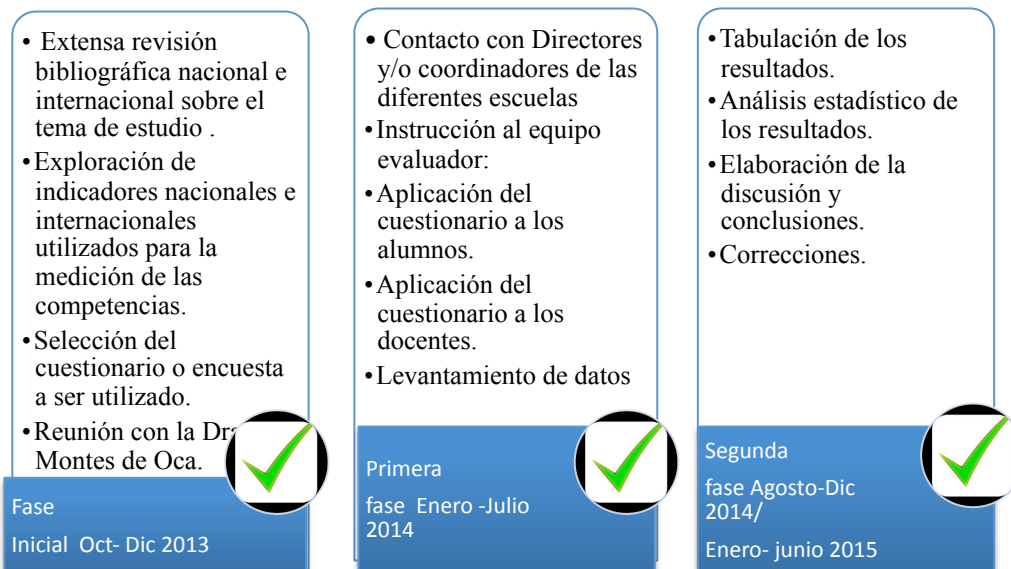 • Extensa revisión
bibliográfica nacional e
internacional sobre el
tema de estudio .
•Exploración de
indicadores nacionales e
internacionales
utilizados para la
medición de las
competencias.
•Selección del
cuestionario o encuesta
a ser utilizado.
•Reunión con la Dra
Montes de Oca.
Fase
Inicial Oct- Dic 2013
• Contacto con Directores
y/o coordinadores de las
diferentes escuelas
•Instrucción al equipo
evaluador:
•Aplicación del
cuestionario a los
alumnos.
•Aplicación del
cuestionario a los
docentes.
•Levantamiento de datos
Primera
fase Enero -Julio
2014
•Tabulación de los
resultados.
•Análisis estadístico de
los resultados.
•Elaboración de la
discusión y
conclusiones.
•Correcciones.
Segunda
fase Agosto-Dic
2014/
Enero- junio 2015